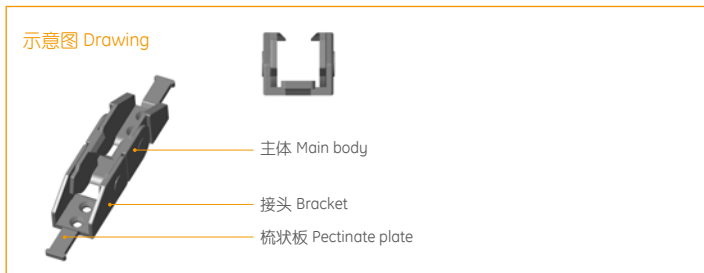 示意图 Drawing
主体 Main body
接头 Bracket
梳状板 Pectinate plate